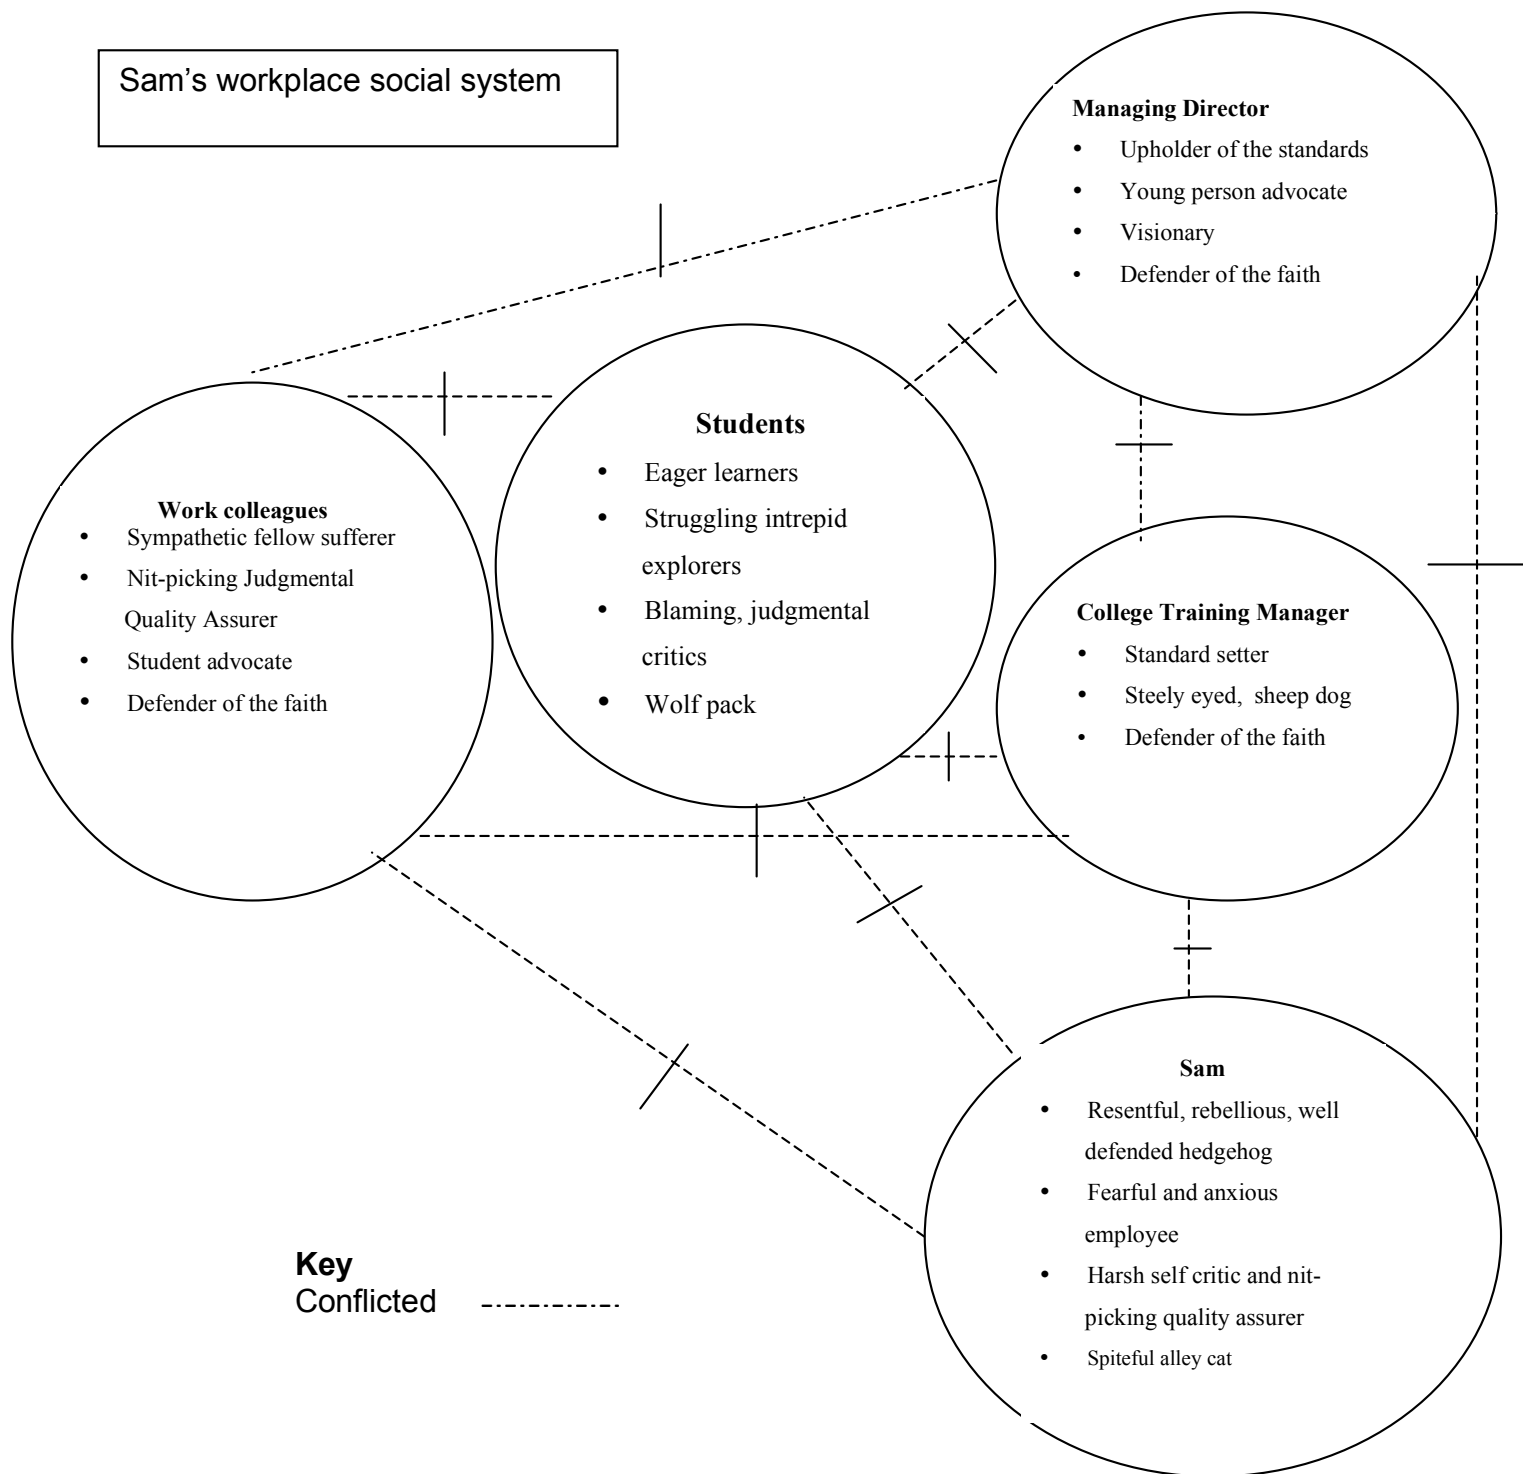 Sam's workplace social system
Managing Director
• Upholder of the standards
• Young person advocate
• Visionary
• Defender of the faith
Students
• Eager learners
• Struggling intrepid
explorers
• Blaming, judgmental
critics
• Wolf pack
Work colleagues
• Sympathetic fellow sufferer
• Nit-picking Judgmental
Quality Assurer
• Student advocate
• Defender of the faith
College Training Manager
• Standard setter
• Steely eyed, sheep dog
• Defender of the faith
Sam
• Resentful, rebellious, well
defended hedgehog
• Fearful and anxious
employee
• Harsh self critic and nit-
picking quality assurer
• Spiteful alley cat
Key
Conflicted